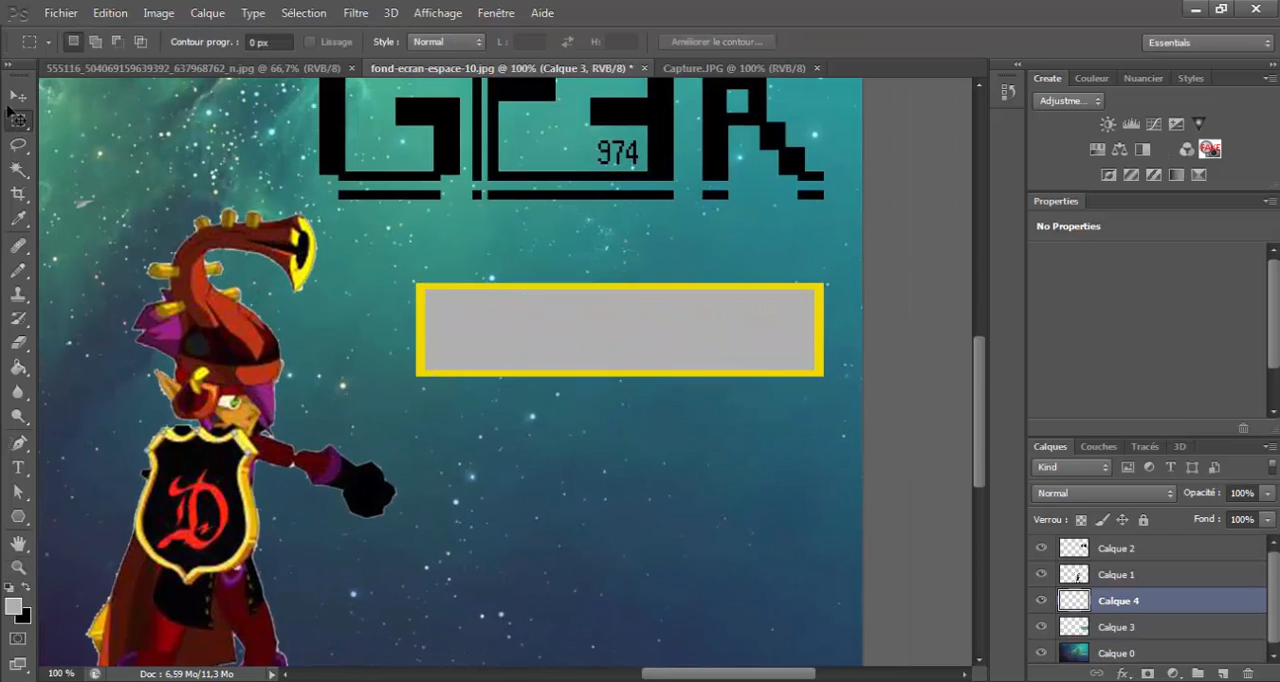 Ps Fichier Edition Image Calque Type Sélection Filtre 3D Affichage Fenêtre Aide
Contour progr. : 0 px Lissage Style : Normal L : H : Améliorer le contour... Essentials
555116_504069159639392_637968762_n.jpg @ 66,7% (RVB/8) × fond-ecran-espace-10.jpg @ 100% (Calque 3, RVB/8) * × Capture.JPG @ 100% (RVB/8) ×
Create Couleur Nuancier Styles
Adjustme...
974
FAKE
Properties
No Properties
D
Calques Couches Tracés 3D
Kind
Normal Opacité : 100%
Verrou : Fond : 100%
Calque 2
Calque 1
Calque 4
Calque 3
Calque 0
100 % Doc : 6,59 Mo/11,3 Mo